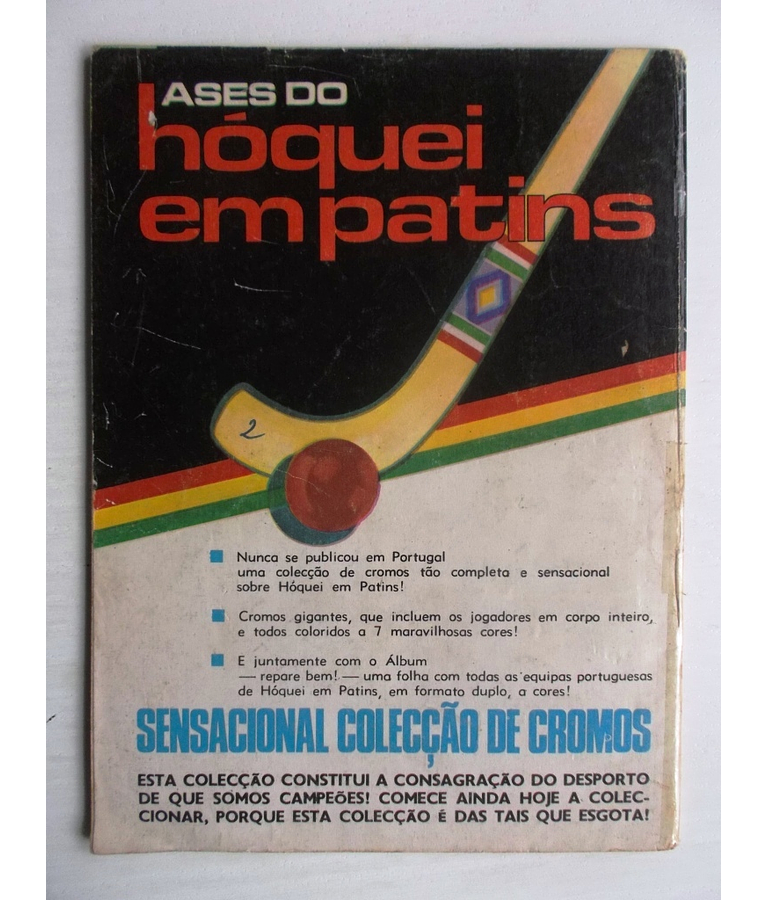 ASES DO
hóquei
em patins
2
Nunca se publicou em Portugal
uma colecção de cromos tão completa e sensacional
sobre Hóquei em Patins!
Cromos gigantes, que incluem os jogadores em corpo inteiro,
e todos coloridos a 7 maravilhosas cores!
E juntamente com o Álbum
— repare bem! — uma folha com todas as equipas portuguesas
de Hóquei em Patins, em formato duplo, a cores!
SENSACIONAL COLECÇÃO DE CROMOS
ESTA COLECÇÃO CONSTITUI A CONSAGRAÇÃO DO DESPORTO
DE QUE SOMOS CAMPEÕES! COMECE AINDA HOJE A COLEC-
CIONAR, PORQUE ESTA COLECÇÃO É DAS TAIS QUE ESGOTA!